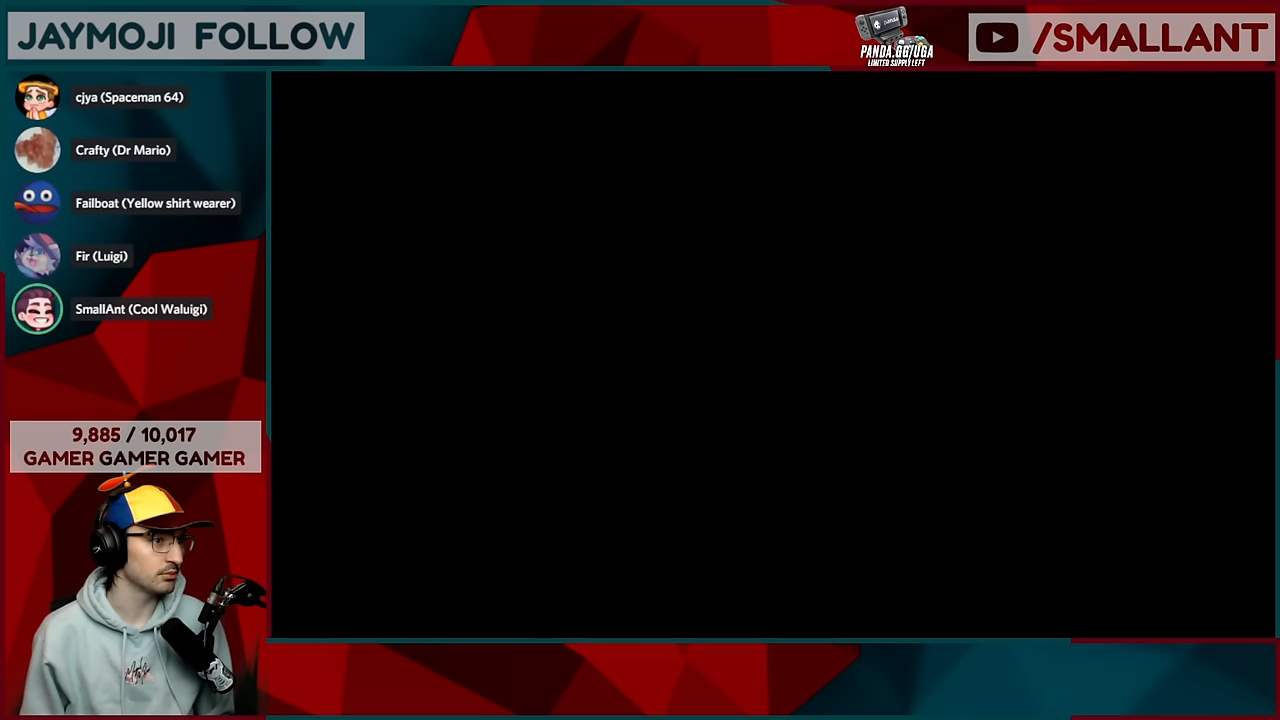 JAYMOJI FOLLOW
PANDA.GG/UGA
LIMITED SUPPLY LEFT
/SMALLANT
cjya (Spaceman 64)
Crafty (Dr Mario)
Failboat (Yellow shirt wearer)
Fir (Luigi)
SmallAnt (Cool Waluigi)
9,885 / 10,017
GAMER GAMER GAMER